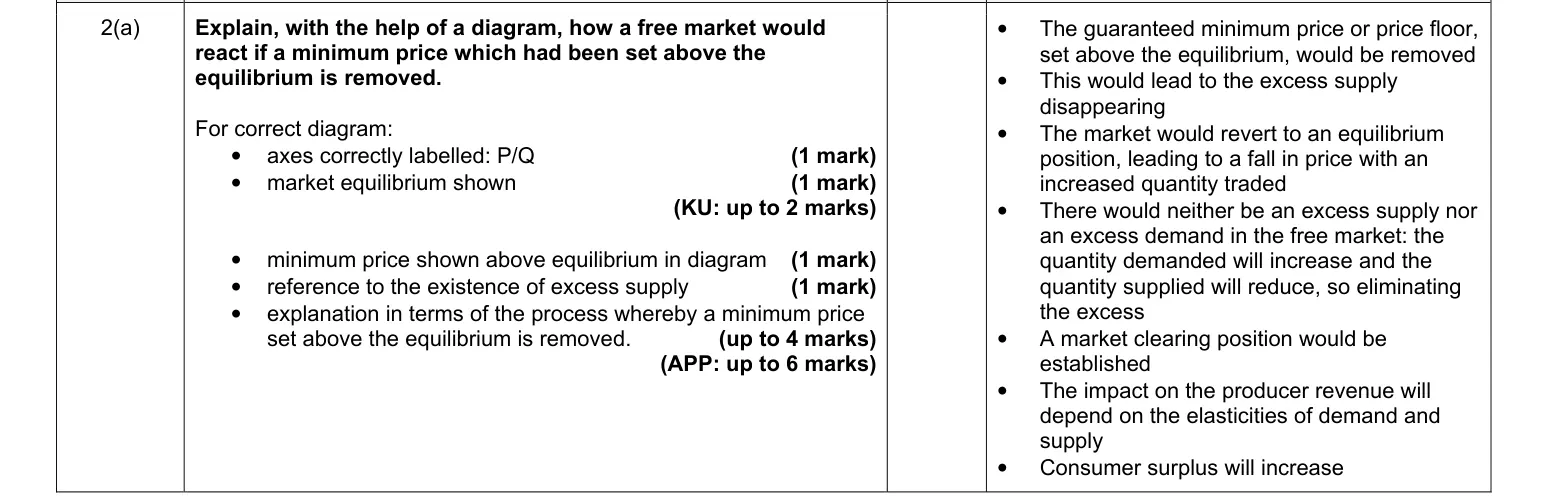 2(a)
Explain, with the help of a diagram, how a free market would
react if a minimum price which had been set above the
equilibrium is removed.
For correct diagram:
• axes correctly labelled: P/Q (1 mark)
• market equilibrium shown (1 mark)
(KU: up to 2 marks)
• minimum price shown above equilibrium in diagram (1 mark)
• reference to the existence of excess supply (1 mark)
• explanation in terms of the process whereby a minimum price
set above the equilibrium is removed. (up to 4 marks)
(APP: up to 6 marks)
• The guaranteed minimum price or price floor,
set above the equilibrium, would be removed
• This would lead to the excess supply
disappearing
• The market would revert to an equilibrium
position, leading to a fall in price with an
increased quantity traded
• There would neither be an excess supply nor
an excess demand in the free market: the
quantity demanded will increase and the
quantity supplied will reduce, so eliminating
the excess
• A market clearing position would be
established
• The impact on the producer revenue will
depend on the elasticities of demand and
supply
• Consumer surplus will increase